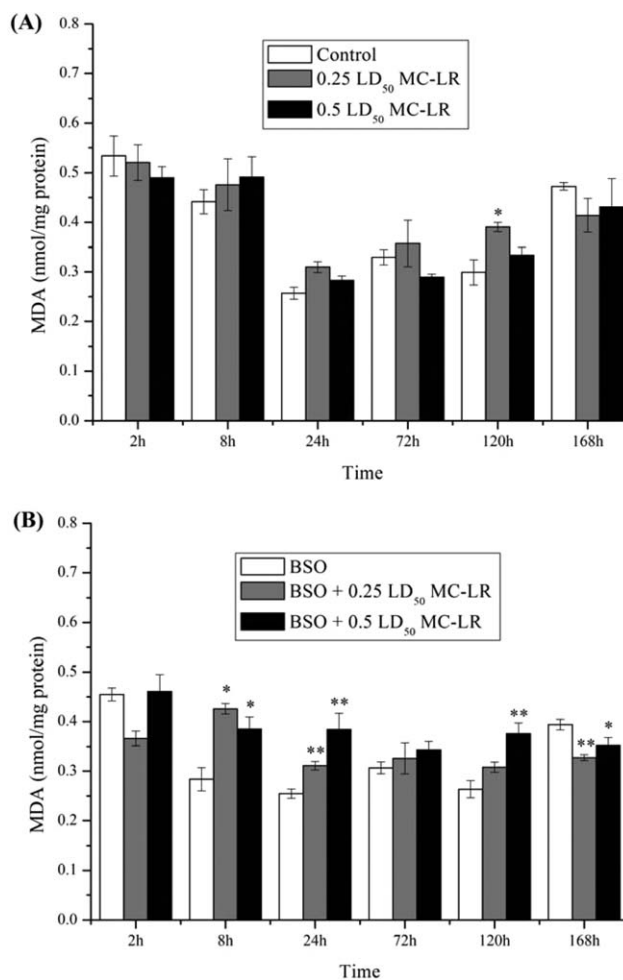 (A)
0.8
0.7
0.6
0.5
0.4
0.3
0.2
0.1
0.0
MDA (nmol/mg protein)
Control
0.25 LD50 MC-LR
0.5 LD50 MC-LR
*
2h 8h 24h 72h 120h 168h
Time
(B)
0.8
0.7
0.6
0.5
0.4
0.3
0.2
0.1
0.0
MDA (nmol/mg protein)
BSO
BSO + 0.25 LD50 MC-LR
BSO + 0.5 LD50 MC-LR
* * ** ** ** ** *
2h 8h 24h 72h 120h 168h
Time